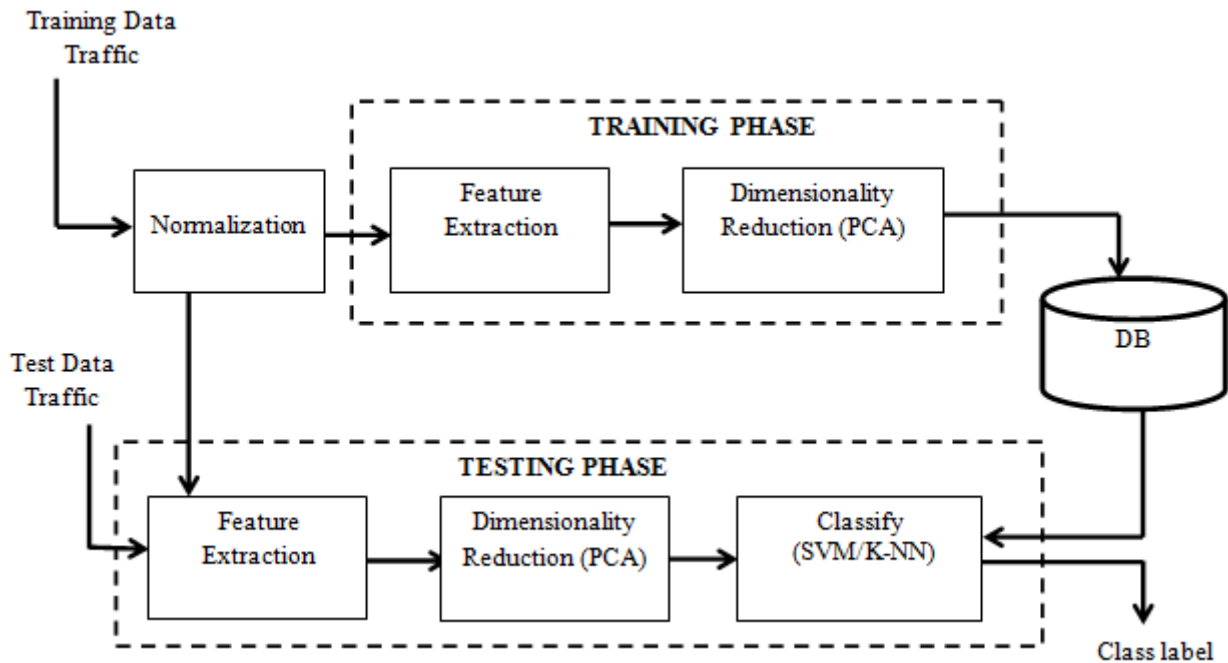 Training Data
Traffic
TRAINING PHASE
Normalization
Feature
Extraction
Dimensionality
Reduction (PCA)
DB
Test Data
Traffic
TESTING PHASE
Feature
Extraction
Dimensionality
Reduction (PCA)
Classify
(SVM/K-NN)
Class label